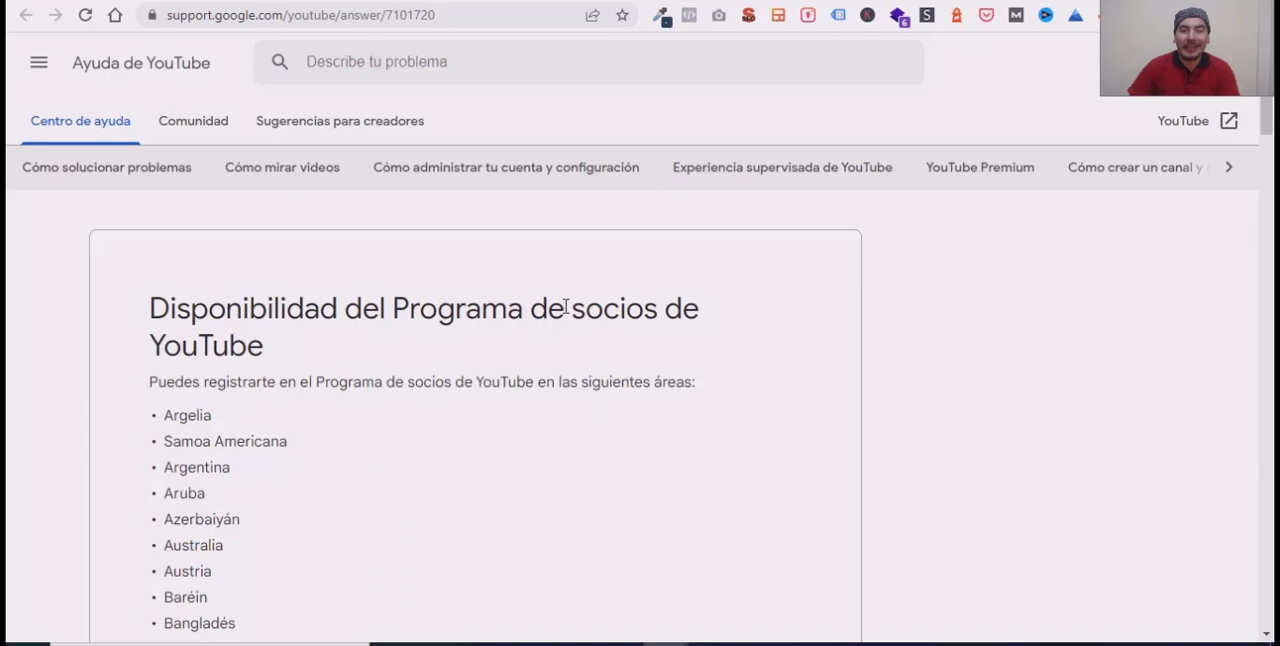 support.google.com/youtube/answer/7101720
Ayuda de YouTube
Describe tu problema
Centro de ayuda
Comunidad
Sugerencias para creadores
YouTube
Cómo solucionar problemas
Cómo mirar videos
Cómo administrar tu cuenta y configuración
Experiencia supervisada de YouTube
YouTube Premium
Cómo crear un canal y
Disponibilidad del Programa de socios de
YouTube
Puedes registrarte en el Programa de socios de YouTube en las siguientes áreas:
• Argelia
• Samoa Americana
• Argentina
• Aruba
• Azerbaiyán
• Australia
• Austria
• Baréin
• Bangladés